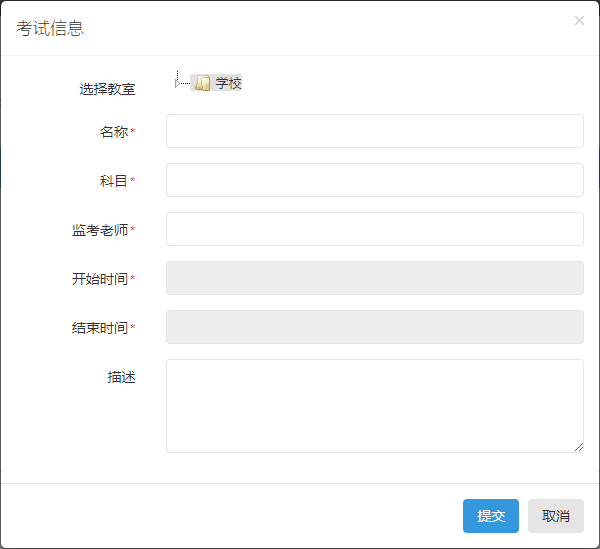 考试信息
×
选择教室 学校
名称*
科目*
监考老师*
开始时间*
结束时间*
描述
提交 取消